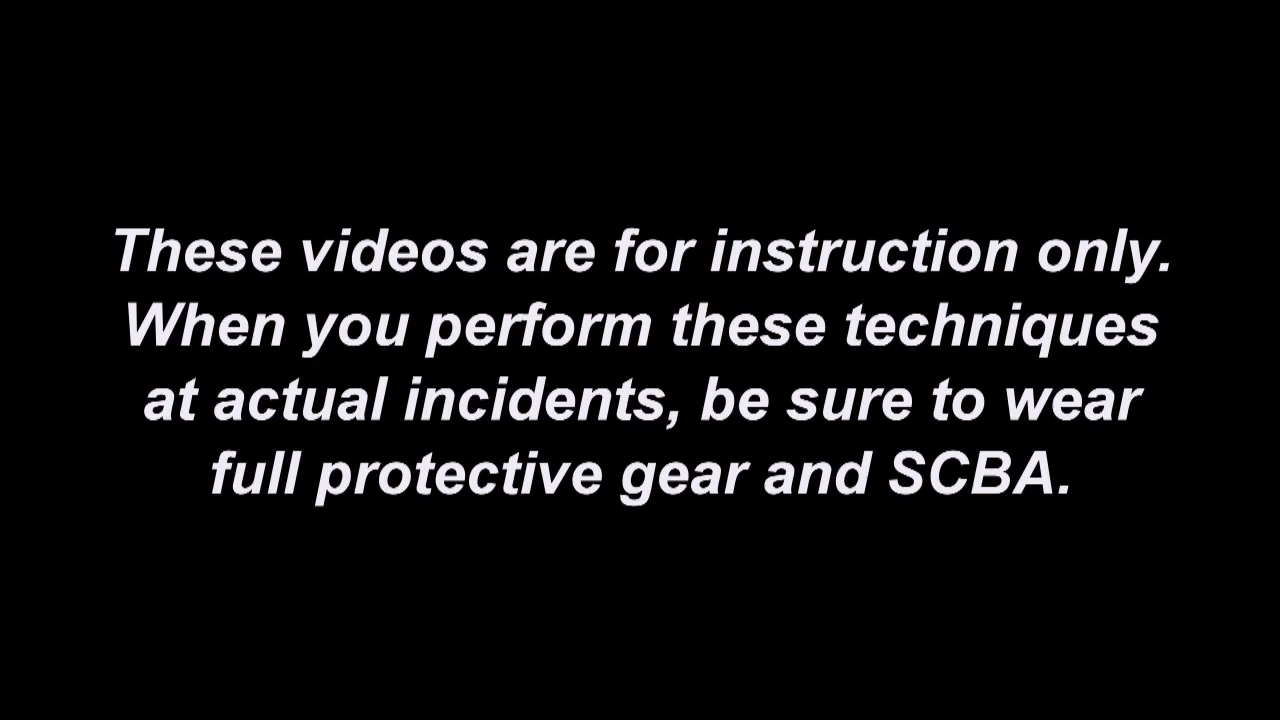 These videos are for instruction only.
When you perform these techniques
at actual incidents, be sure to wear
full protective gear and SCBA.